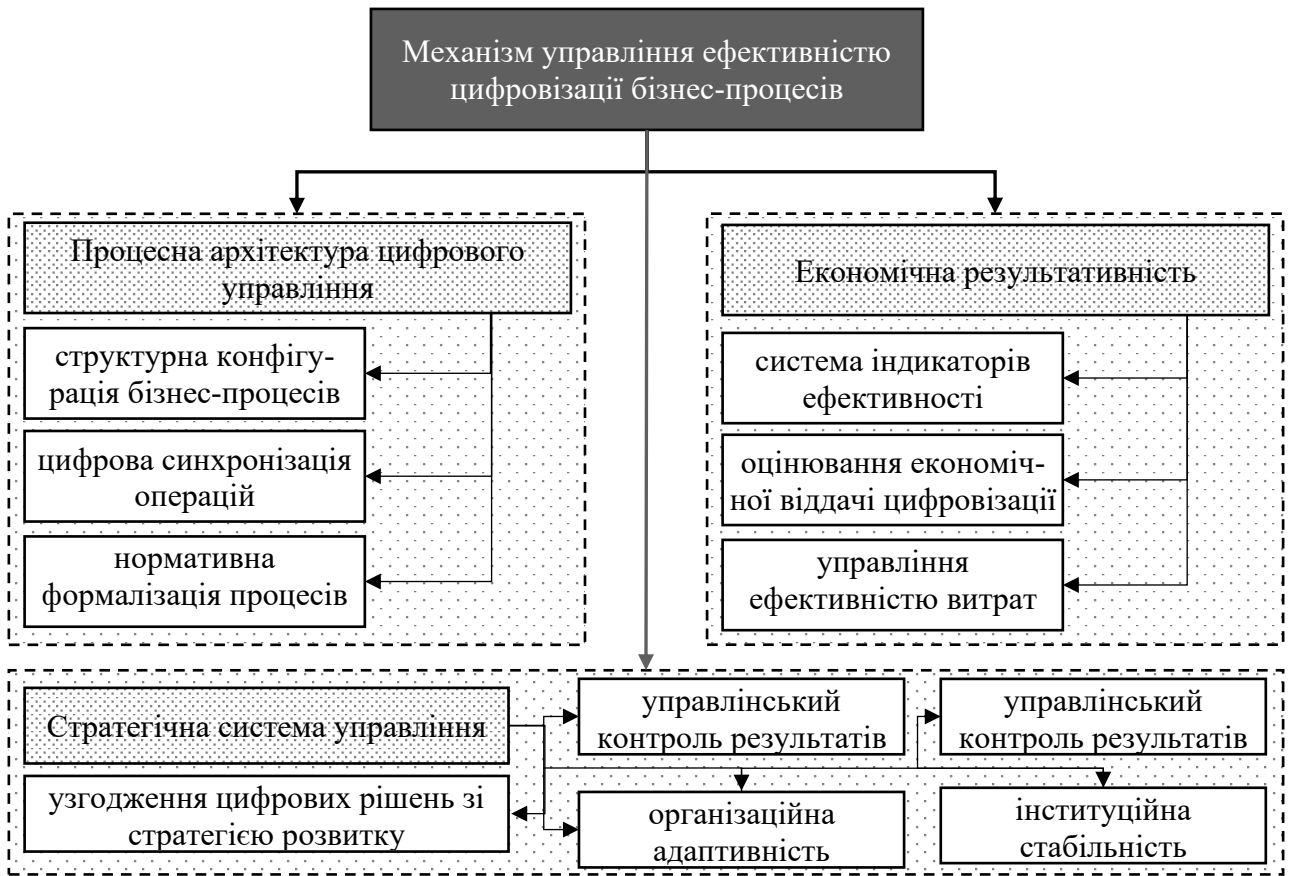 Механізм управління ефективністю
цифровізації бізнес-процесів
Процесна архітектура цифрового
управління
структурна конфігу-
рація бізнес-процесів
цифрова синхронізація
операцій
нормативна
формалізація процесів
Економічна результативність
система індикаторів
ефективності
оцінювання економіч-
ної віддачі цифровізації
управління
ефективністю витрат
Стратегічна система управління
управлінський
контроль результатів
управлінський
контроль результатів
узгодження цифрових рішень зі
стратегією розвитку
організаційна
адаптивність
інституційна
стабільність